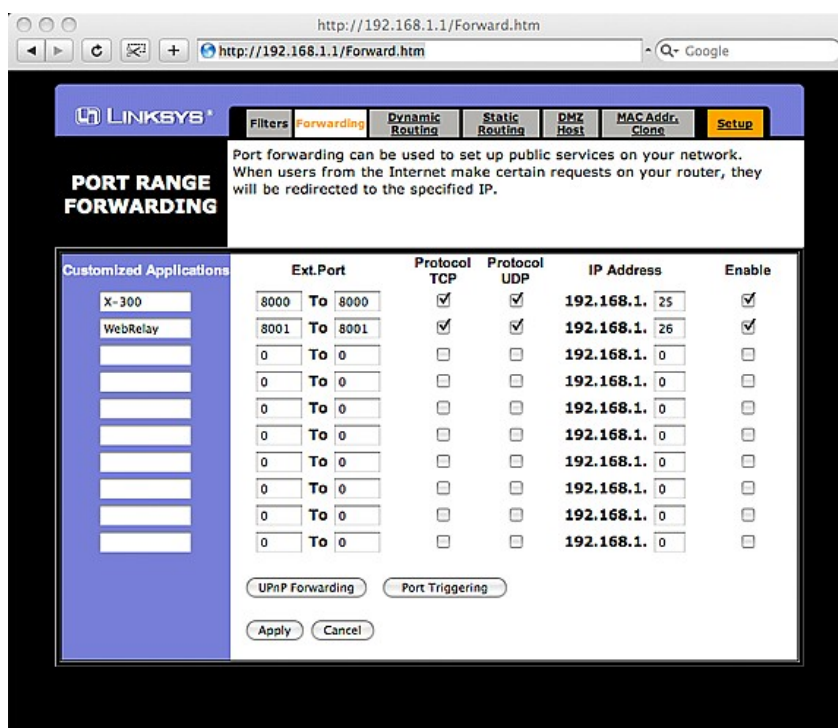 http://192.168.1.1/Forward.htm
http://192.168.1.1/Forward.htm
Google
LINKSYS®
Filters Forwarding Dynamic Routing Static Routing DMZ Host MAC Addr. Clone Setup
PORT RANGE
FORWARDING
Port forwarding can be used to set up public services on your network.
When users from the Internet make certain requests on your router, they
will be redirected to the specified IP.
Customized Applications Ext.Port Protocol TCP Protocol UDP IP Address Enable
X-300 8000 To 8000 192.168.1. 25
WebRelay 8001 To 8001 192.168.1. 26
0 To 0 192.168.1. 0
0 To 0 192.168.1. 0
0 To 0 192.168.1. 0
0 To 0 192.168.1. 0
0 To 0 192.168.1. 0
0 To 0 192.168.1. 0
0 To 0 192.168.1. 0
0 To 0 192.168.1. 0
UPnP Forwarding Port Triggering
Apply Cancel